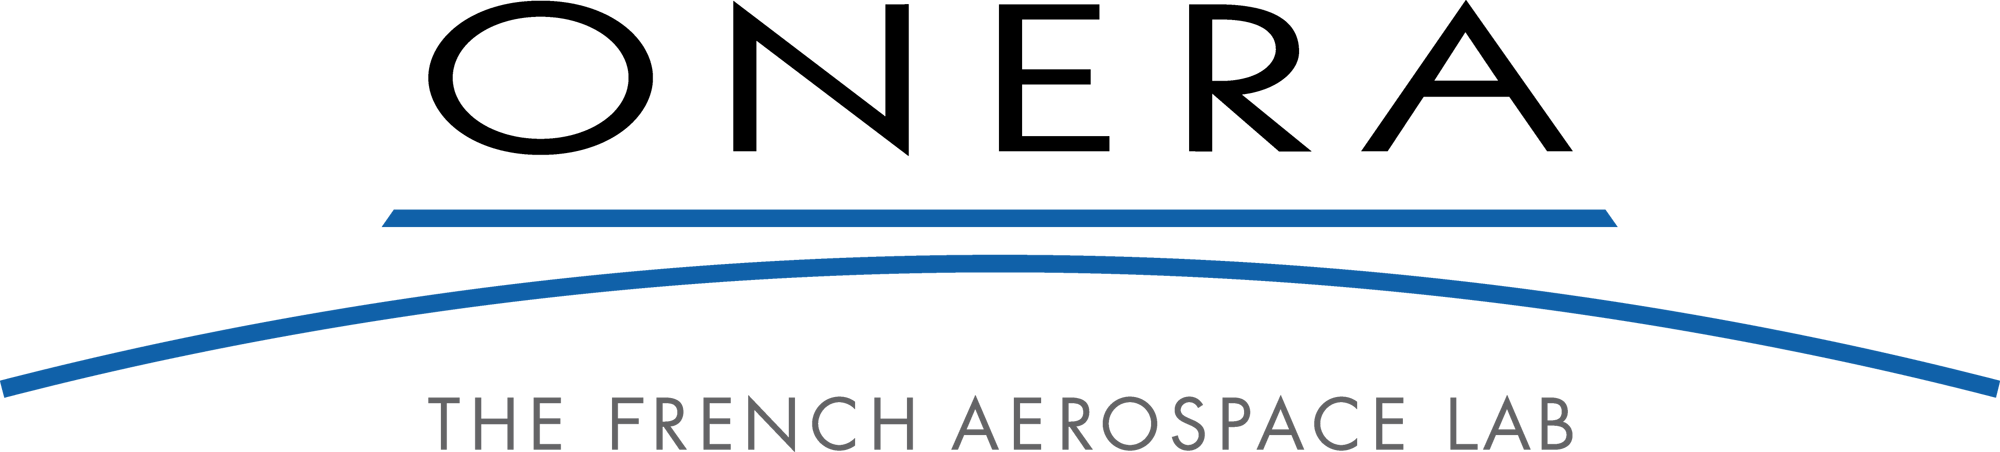 ONERA
THE FRENCH AEROSPACE LAB